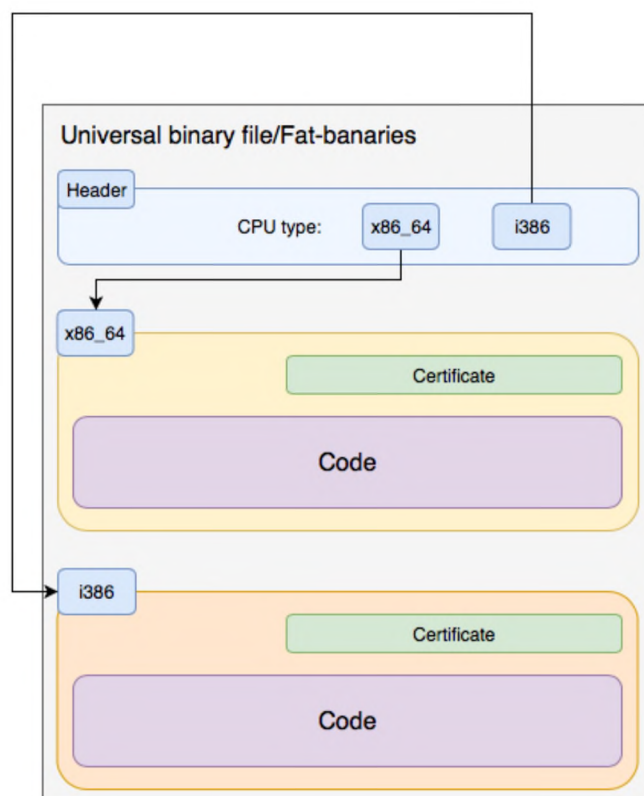 Universal binary file/Fat-banaries
Header
CPU type: x86_64 i386
x86_64
Certificate
Code
i386
Certificate
Code